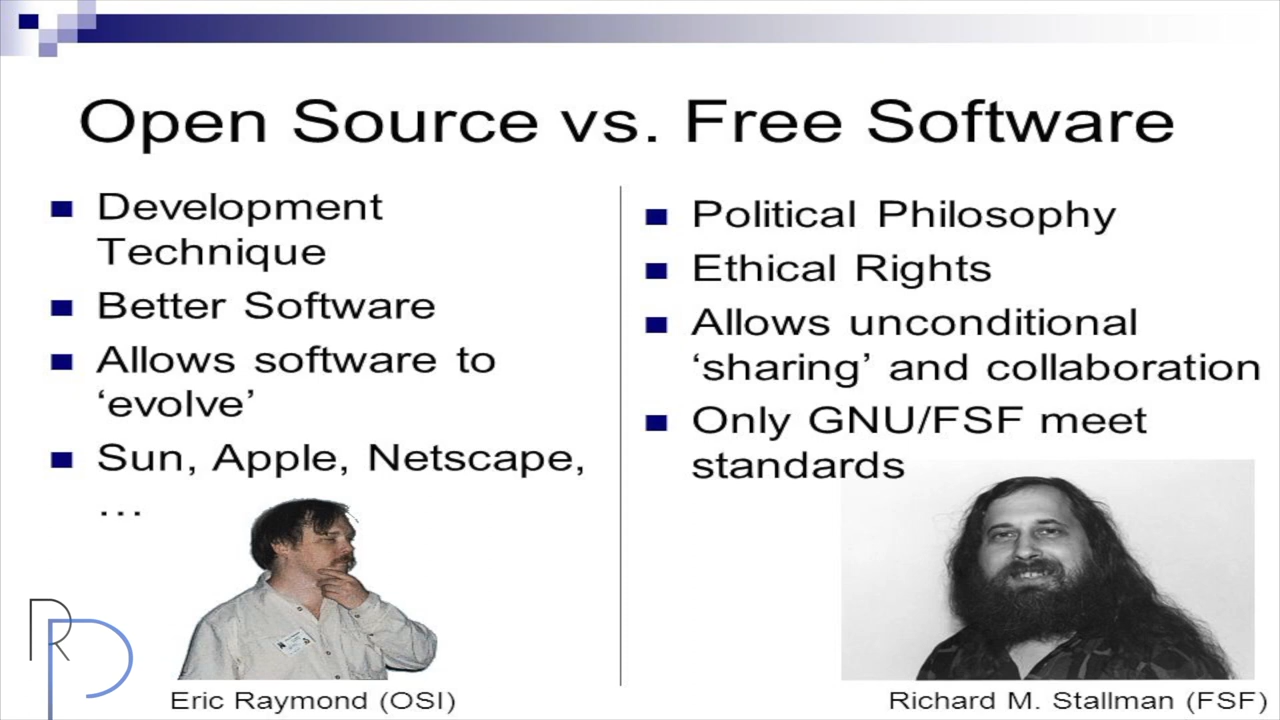 Open Source vs. Free Software
Development
Technique
Better Software
Allows software to
‘evolve’
Sun, Apple, Netscape,
…
Eric Raymond (OSI)
Political Philosophy
Ethical Rights
Allows unconditional
‘sharing’ and collaboration
Only GNU/FSF meet
standards
Richard M. Stallman (FSF)
RP